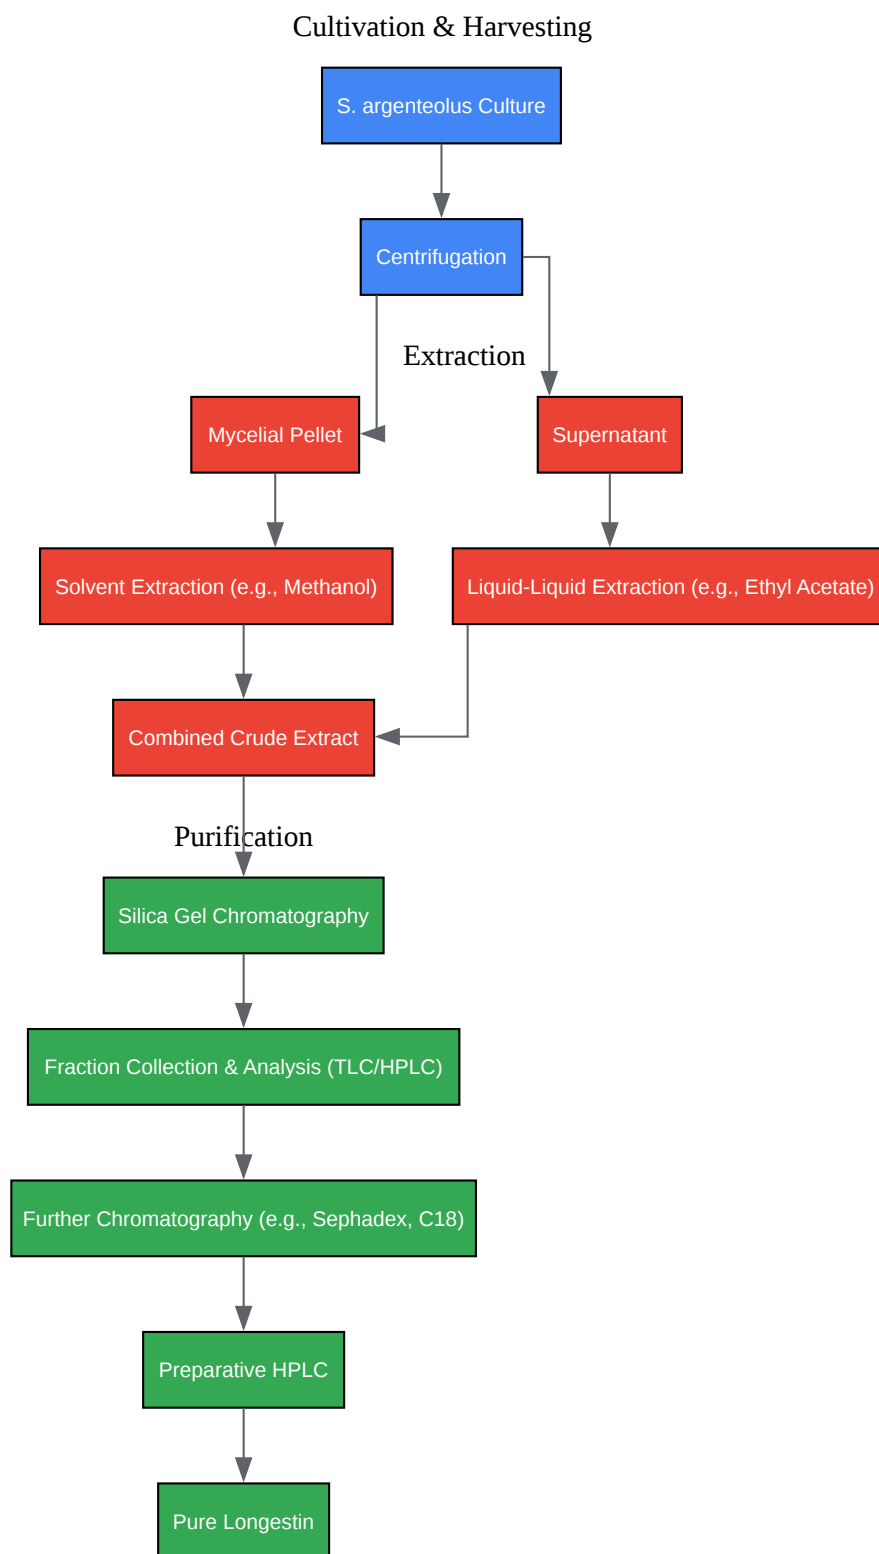 Cultivation & Harvesting
S. argenteolus Culture
Centrifugation
Extraction
Mycelial Pellet
Supernatant
Solvent Extraction (e.g., Methanol)
Liquid-Liquid Extraction (e.g., Ethyl Acetate)
Combined Crude Extract
Purification
Silica Gel Chromatography
Fraction Collection & Analysis (TLC/HPLC)
Further Chromatography (e.g., Sephadex, C18)
Preparative HPLC
Pure Longestin